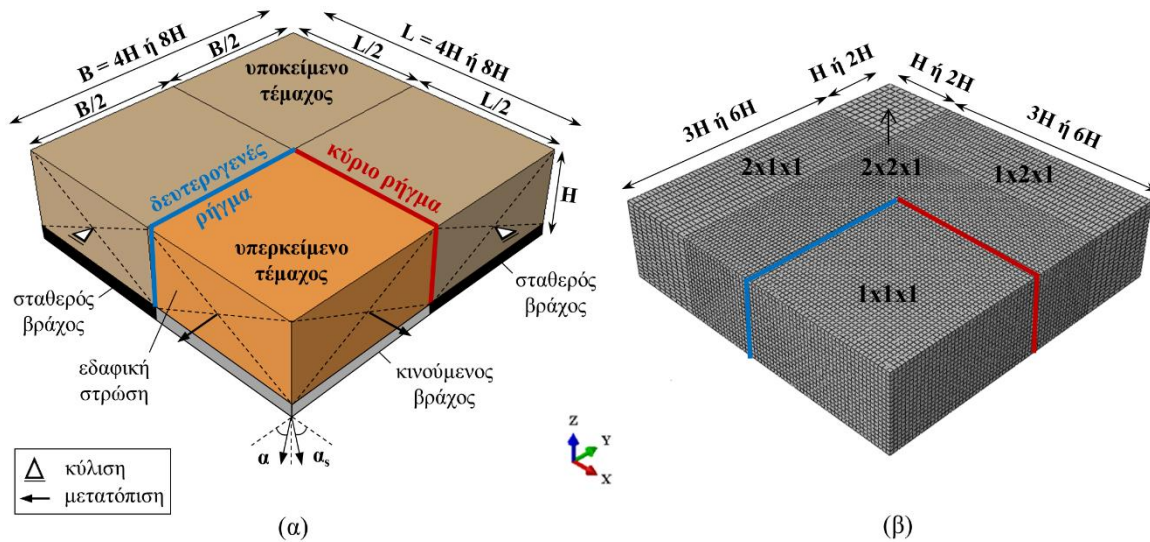 B = 4H ή 8H
B/2
B/2
L = 4H ή 8H
L/2
L/2
υποκείμενο
τέμαχος
δευτερογενές
ρήγμα
κύριο ρήγμα
H
υπερκείμενο
τέμαχος
σταθερός
βράχος
σταθερός
βράχος
εδαφική
στρώση
κινούμενος
βράχος
α
αs
κύλιση
μετατόπιση
(α)
3H ή 6H
H ή 2H
H ή 2H
3H ή 6H
2x1x1
2x2x1
1x2x1
1x1x1
Z
Y
X
(β)